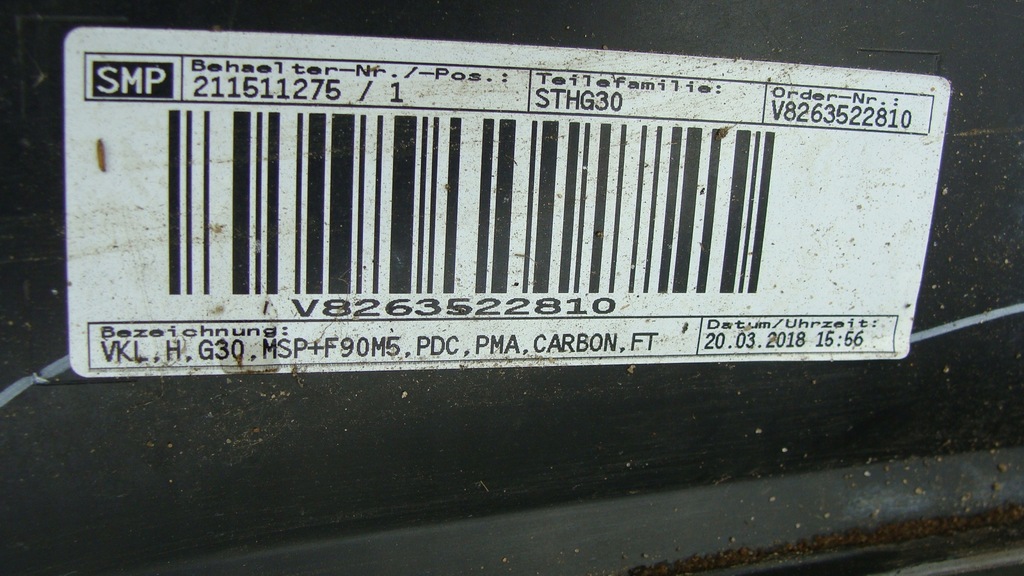 SMP
Behaelter-Nr./-Pos.: Teilefamilie: Order-Nr.:
211511275 / 1 STHG30 V8263522810
V8263522810
Bezeichnung: Datum/Uhrzeit:
VKL,H,G30,MSP+F90M5,PDC,PMA,CARBON,FT 20.03.2018 15:56